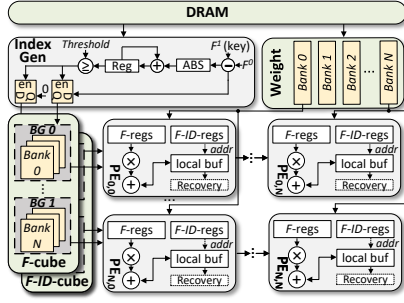 DRAM
Index
Gen
Threshold
F¹ (key)
≥
Reg
+
ABS
−
F⁰
en
D
Q
0
en
D
Q
Weight
Bank 0
Bank 1
Bank 2
...
Bank N
BG 0
Bank
0
...
BG 1
Bank
N
F-cube
F-ID-cube
F-regs
F-ID-regs
addr
×
local buf
+
Recovery
PE0,0
...
F-regs
F-ID-regs
addr
×
local buf
+
Recovery
PE0,N
...
F-regs
F-ID-regs
addr
×
local buf
+
Recovery
PEN,0
...
F-regs
F-ID-regs
addr
×
local buf
+
Recovery
PEN,N